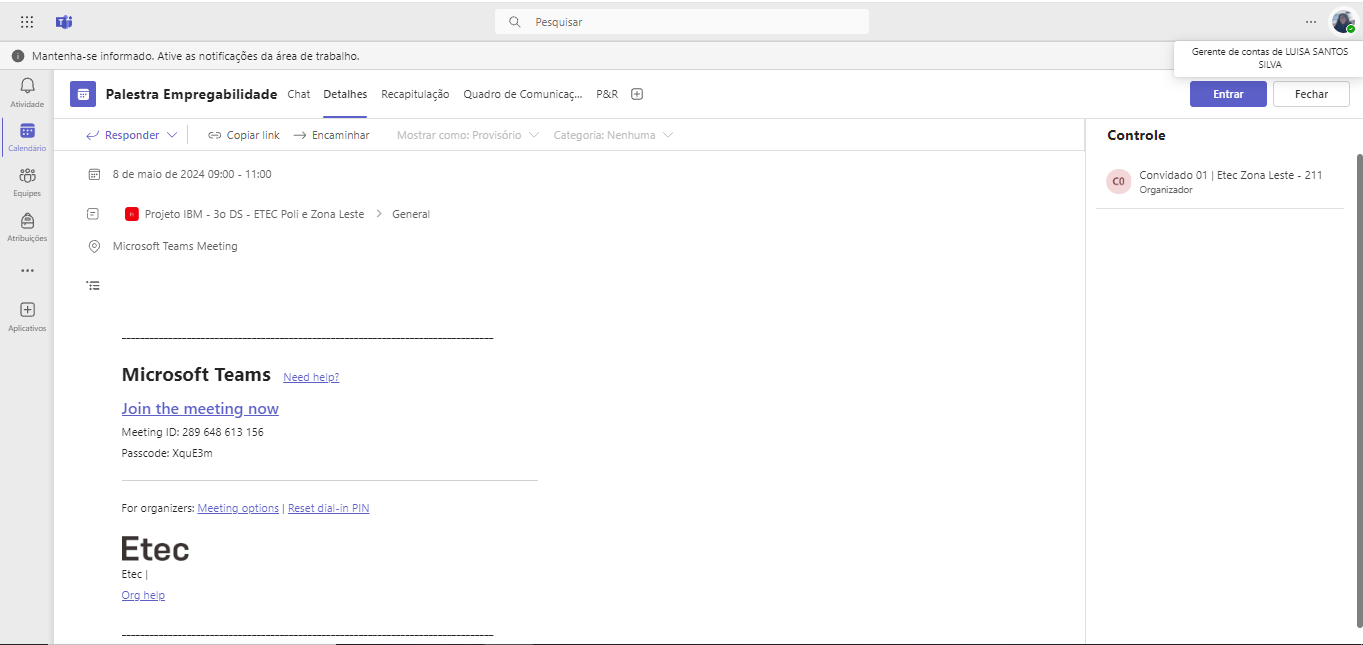 Pesquisar
Mantenha-se informado. Ative as notificações da área de trabalho.
Gerente de contas de LUISA SANTOS
SILVA
Atividade
Calendário
Equipes
Atribuições
Aplicativos
Palestra Empregabilidade Chat Detalhes Recapitulação Quadro de Comunicaç... P&R
Entrar Fechar
Responder Copiar link Encaminhar Mostrar como: Provisório Categoria: Nenhuma
8 de maio de 2024 09:00 - 11:00
Projeto IBM - 3o DS - ETEC Poli e Zona Leste > General
Microsoft Teams Meeting
________________________________________________________________________________
Microsoft Teams Need help?
Join the meeting now
Meeting ID: 289 648 613 156
Passcode: XquE3m
For organizers: Meeting options | Reset dial-in PIN
Etec
Etec |
Org help
________________________________________________________________________________
Controle
C0
Convidado 01 | Etec Zona Leste - 211
Organizador